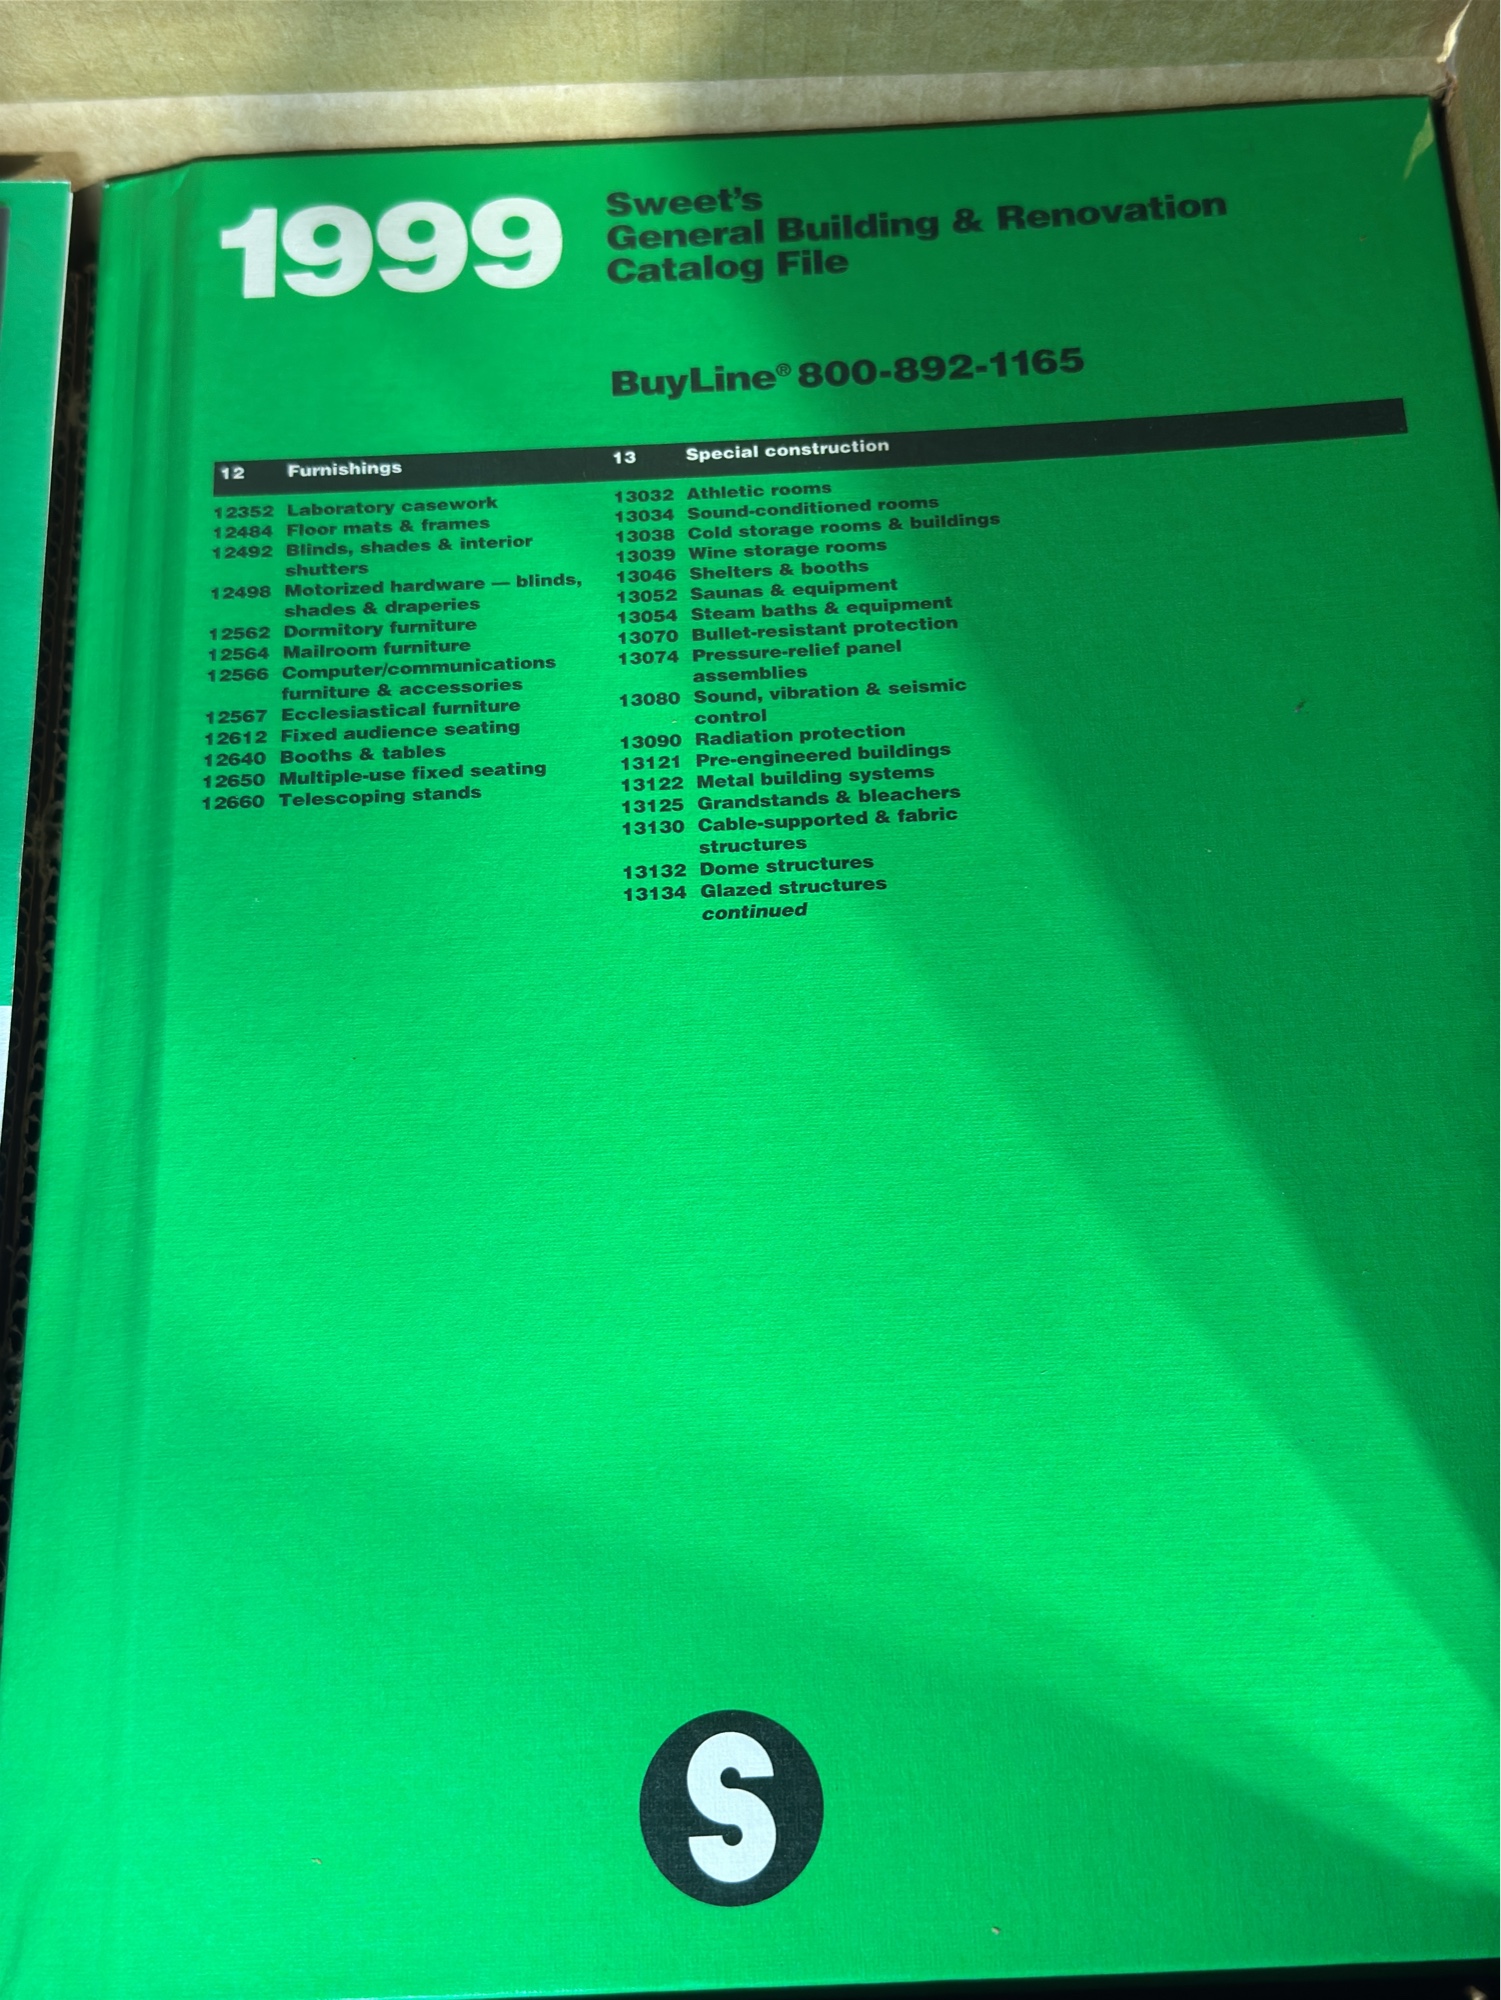 1999
Sweet's
General Building & Renovation
Catalog File
BuyLine® 800-892-1165
12 Furnishings
12352 Laboratory casework
12484 Floor mats & frames
12492 Blinds, shades & interior
shutters
12498 Motorized hardware — blinds,
shades & draperies
12562 Dormitory furniture
12564 Mailroom furniture
12566 Computer/communications
furniture & accessories
12567 Ecclesiastical furniture
12612 Fixed audience seating
12640 Booths & tables
12650 Multiple-use fixed seating
12660 Telescoping stands
13 Special construction
13032 Athletic rooms
13034 Sound-conditioned rooms
13038 Cold storage rooms & buildings
13039 Wine storage rooms
13046 Shelters & booths
13052 Saunas & equipment
13054 Steam baths & equipment
13070 Bullet-resistant protection
13074 Pressure-relief panel
assemblies
13080 Sound, vibration & seismic
control
13090 Radiation protection
13121 Pre-engineered buildings
13122 Metal building systems
13125 Grandstands & bleachers
13130 Cable-supported & fabric
structures
13132 Dome structures
13134 Glazed structures
continued
S